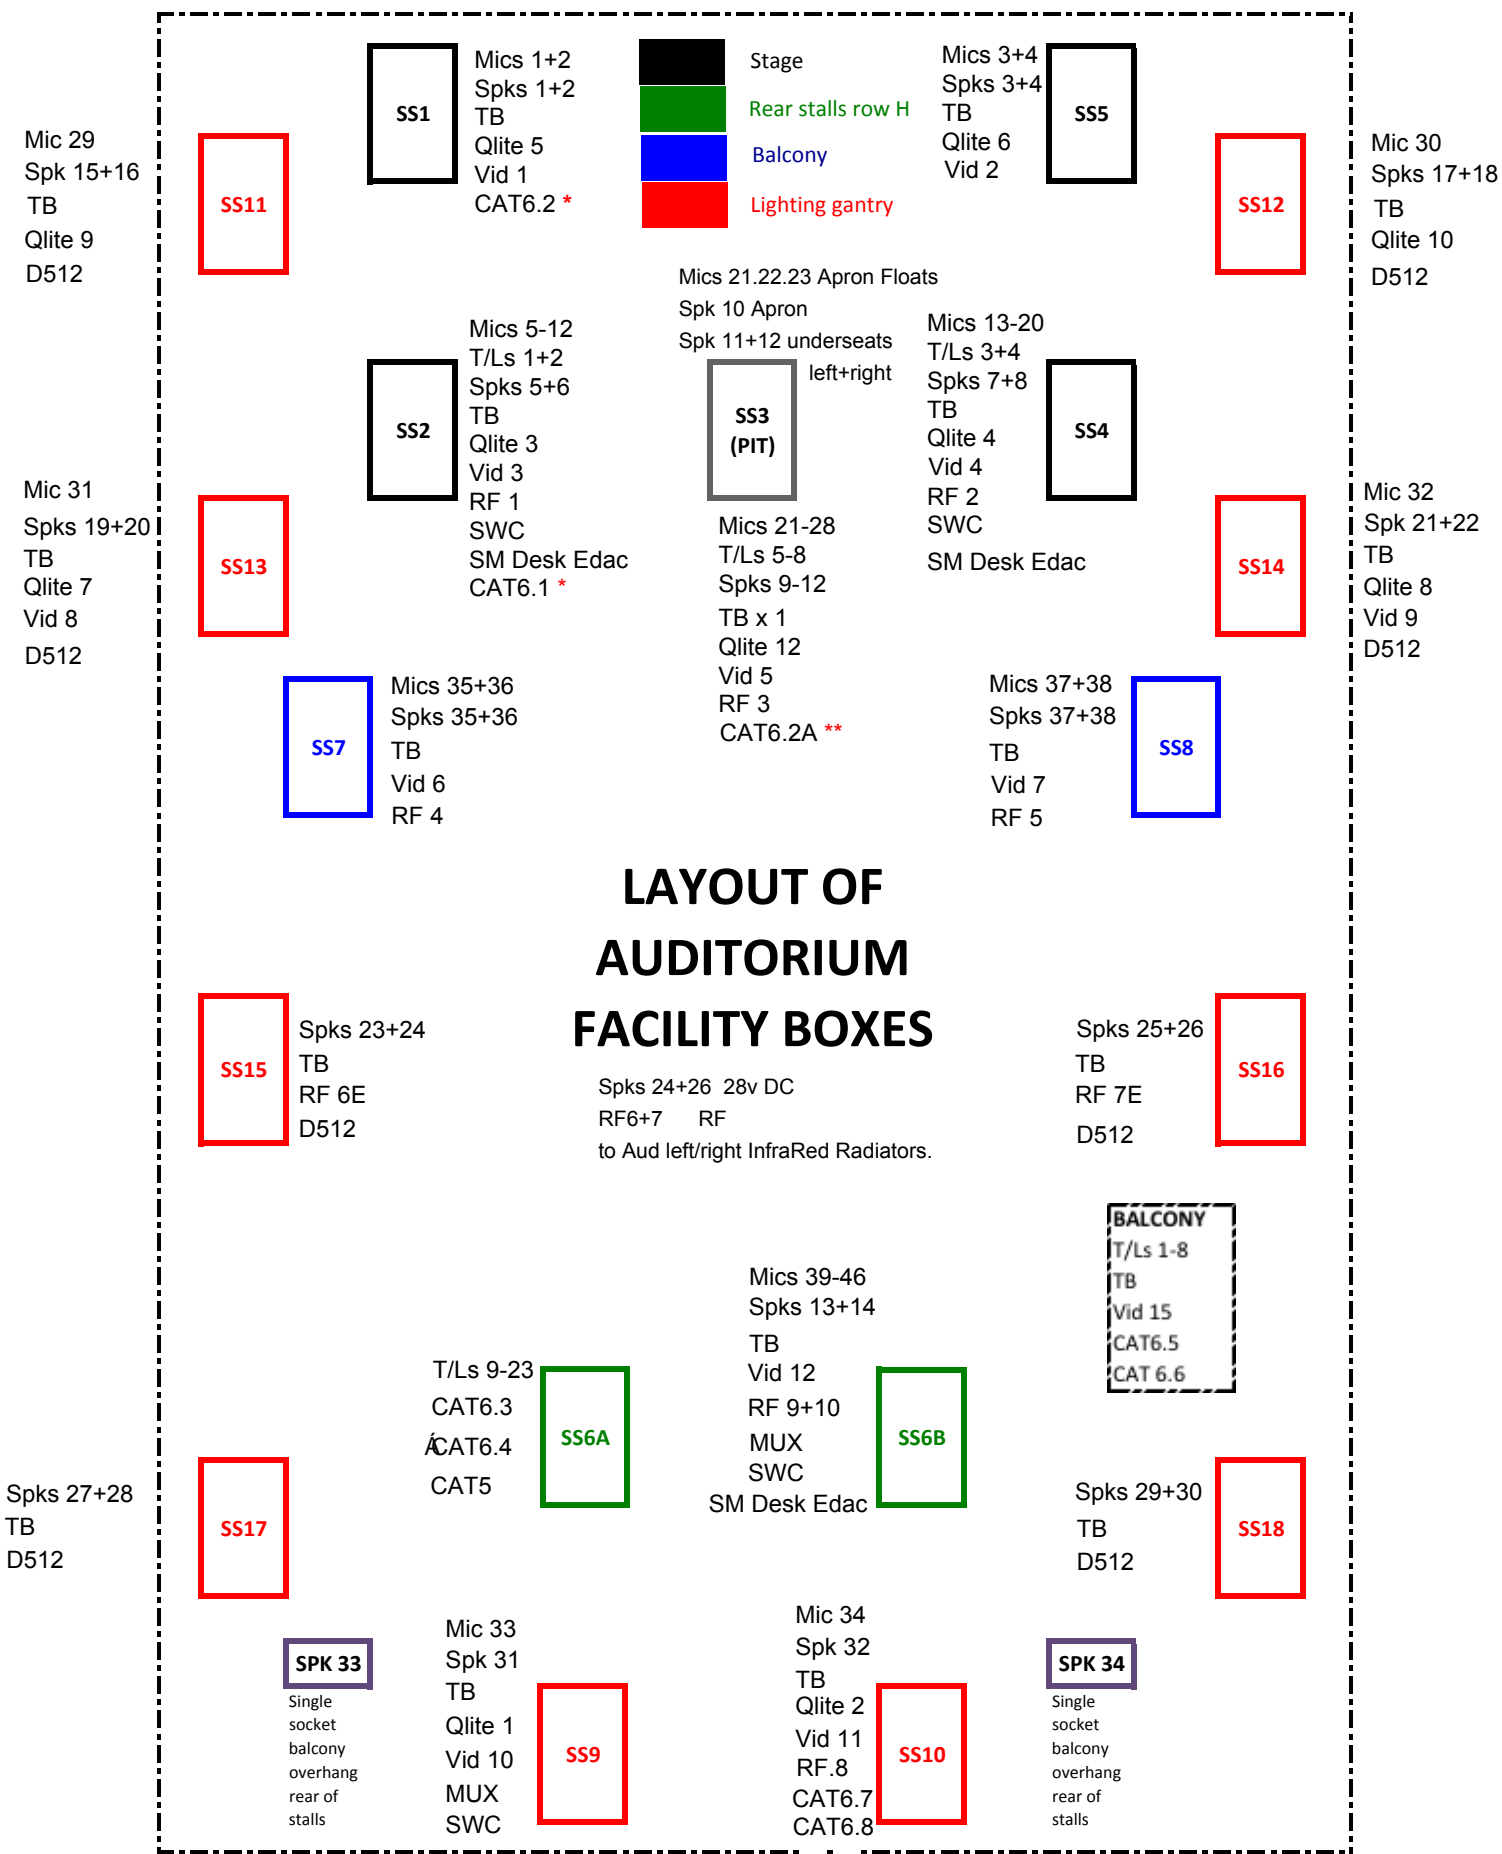 SS1
Mics 1+2
Spks 1+2
TB
Qlite 5
Vid 1
CAT6.2 *
Stage
Rear stalls row H
Balcony
Lighting gantry
Mics 3+4
Spks 3+4
TB
Qlite 6
Vid 2
SS5
Mic 29
Spk 15+16
TB
Qlite 9
D512
SS11
SS12
Mic 30
Spks 17+18
TB
Qlite 10
D512
Mics 21.22.23 Apron Floats
Spk 10 Apron
Spk 11+12 underseats
left+right
SS2
Mics 5-12
T/Ls 1+2
Spks 5+6
TB
Qlite 3
Vid 3
RF 1
SWC
SM Desk Edac
CAT6.1 *
SS3
(PIT)
Mics 21-28
T/Ls 5-8
Spks 9-12
TB x 1
Qlite 12
Vid 5
RF 3
CAT6.2A **
Mics 13-20
T/Ls 3+4
Spks 7+8
TB
Qlite 4
Vid 4
RF 2
SWC
SM Desk Edac
SS4
Mic 31
Spks 19+20
TB
Qlite 7
Vid 8
D512
SS13
SS14
Mic 32
Spk 21+22
TB
Qlite 8
Vid 9
D512
SS7
Mics 35+36
Spks 35+36
TB
Vid 6
RF 4
Mics 37+38
Spks 37+38
TB
Vid 7
RF 5
SS8
LAYOUT OF
AUDITORIUM
FACILITY BOXES
SS15
Spks 23+24
TB
RF 6E
D512
Spks 24+26 28v DC
RF6+7 RF
to Aud left/right InfraRed Radiators.
Spks 25+26
TB
RF 7E
D512
SS16
BALCONY
T/Ls 1-8
TB
Vid 15
CAT6.5
CAT 6.6
T/Ls 9-23
CAT6.3
ÁCAT6.4
CAT5
SS6A
Mics 39-46
Spks 13+14
TB
Vid 12
RF 9+10
MUX
SWC
SM Desk Edac
SS6B
Spks 27+28
TB
D512
SS17
Spks 29+30
TB
D512
SS18
SPK 33
Single
socket
balcony
overhang
rear of
stalls
Mic 33
Spk 31
TB
Qlite 1
Vid 10
MUX
SWC
SS9
Mic 34
Spk 32
TB
Qlite 2
Vid 11
RF.8
CAT6.7
CAT6.8
SS10
SPK 34
Single
socket
balcony
overhang
rear of
stalls